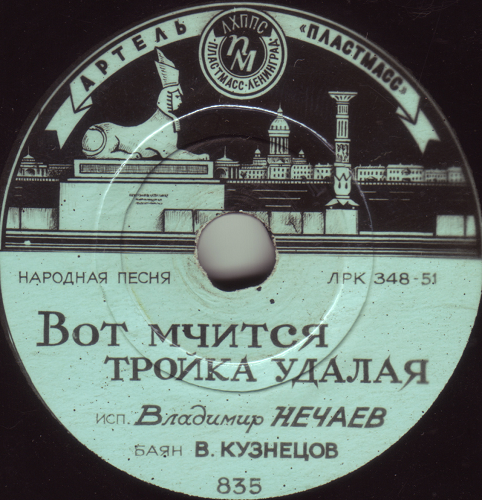 АРТЕЛЬ «ПЛАСТМАСС»
ЛХППС
ПМ
ПЛАСТМАСС-ЛЕНИНГРАД
НАРОДНАЯ ПЕСНЯ ЛРК 348-51
Вот мчится
ТРОЙКА УДАЛАЯ
исп. Владимир НЕЧАЕВ
БАЯН В. КУЗНЕЦОВ
835